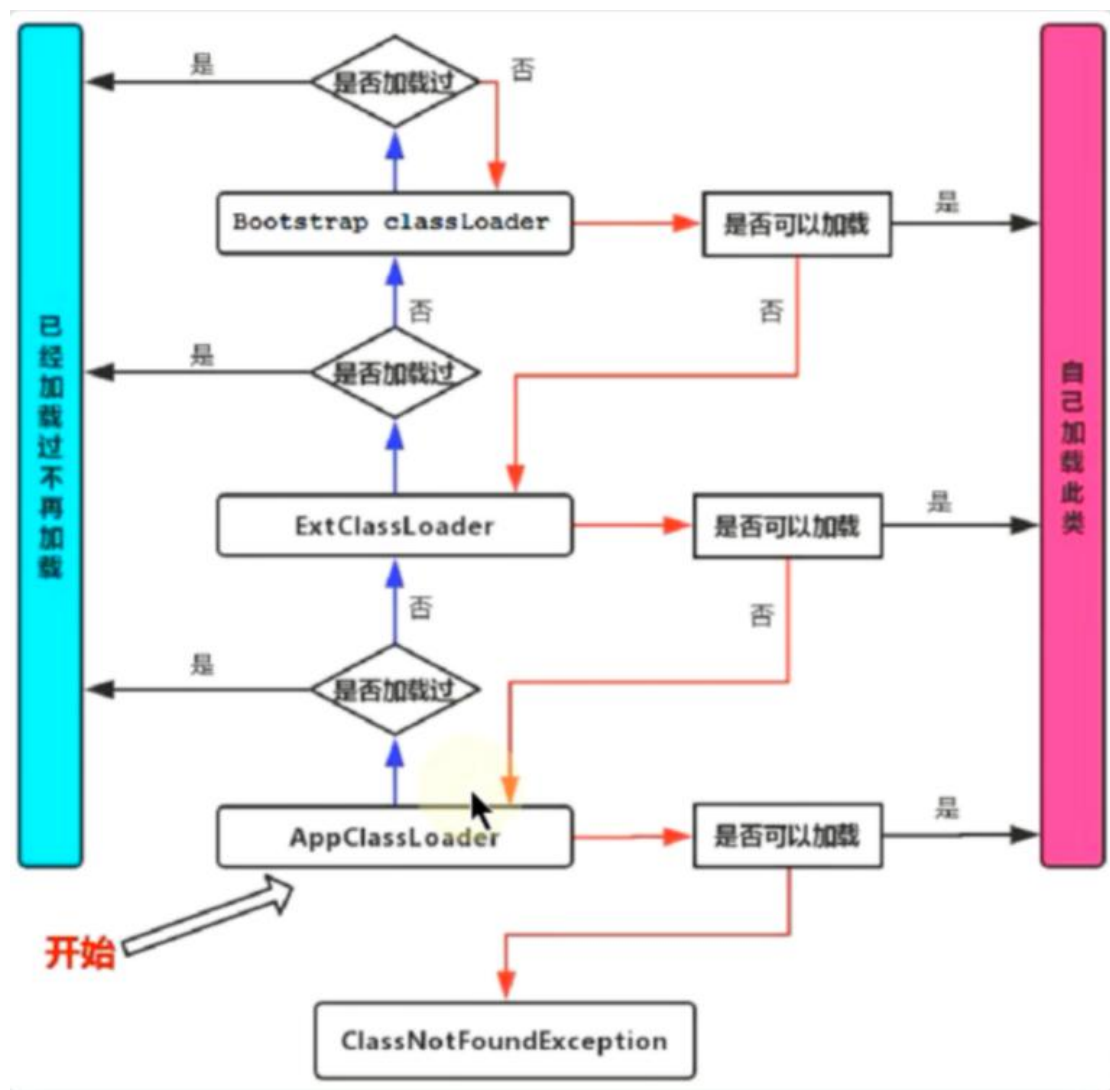 是
是否加载过
否
Bootstrap classLoader
是否可以加载
是
否
否
是
是否加载过
已经加载过不再加载
自己加载此类
ExtClassLoader
是否可以加载
是
否
否
是
是否加载过
AppClassLoader
是否可以加载
是
开始
ClassNotFoundException